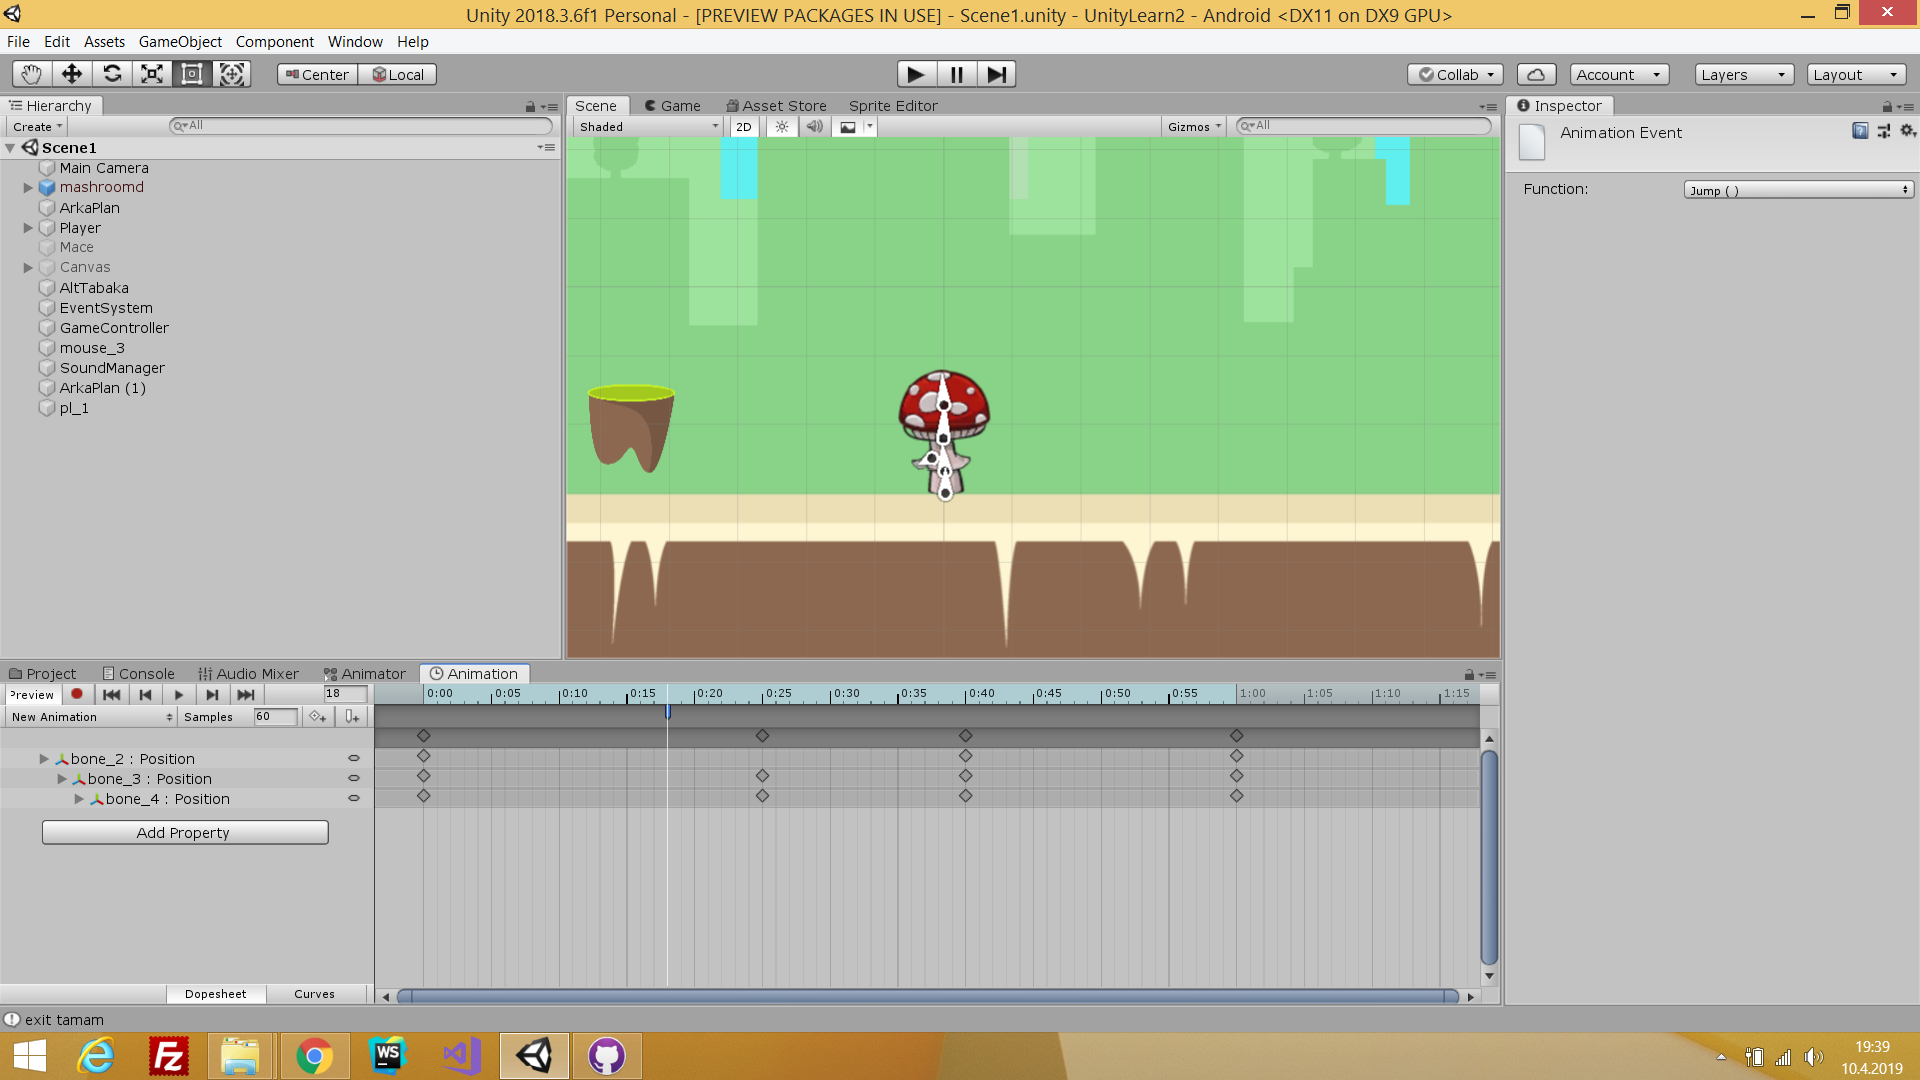 Unity 2018.3.6f1 Personal - [PREVIEW PACKAGES IN USE] - Scene1.unity - UnityLearn2 - Android <DX11 on DX9 GPU>
File Edit Assets GameObject Component Window Help
Center Local Collab Account Layers Layout
Hierarchy
Create All
Scene1
Main Camera
mashroomd
ArkaPlan
Player
Mace
Canvas
AltTabaka
EventSystem
GameController
mouse_3
SoundManager
ArkaPlan (1)
pl_1
Scene Game Asset Store Sprite Editor
Shaded 2D Gizmos All
Inspector
Animation Event
Function: Jump ( )
Project Console Audio Mixer Animator Animation
Preview 18
0:00 0:05 0:10 0:15 0:20 0:25 0:30 0:35 0:40 0:45 0:50 0:55 1:00 1:05 1:10 1:15
New Animation Samples 60
bone_2 : Position
bone_3 : Position
bone_4 : Position
Add Property
Dopesheet Curves
exit tamam
Fz WS
19:39
10.4.2019